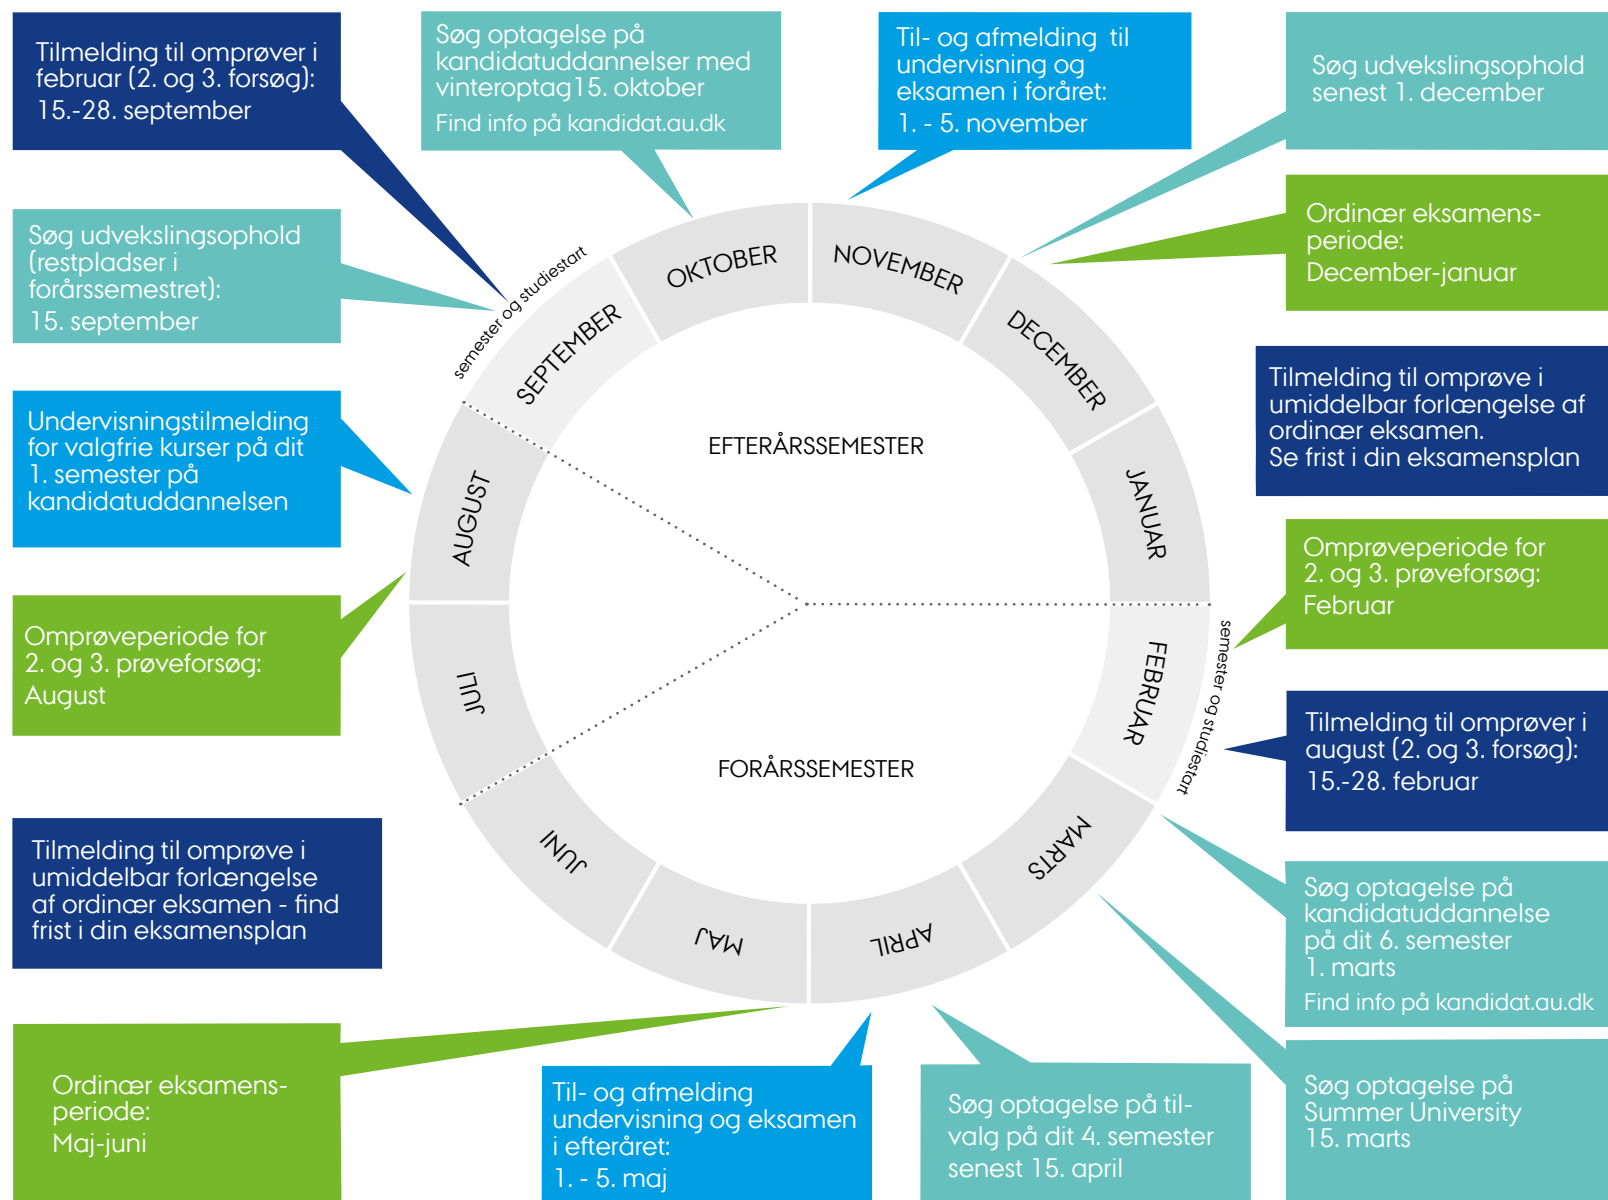 Tilmelding til omprøver i
februar (2. og 3. forsøg):
15.-28. september
Søg optagelse på
kandidatuddannelser med
vinteroptag15. oktober
Find info på kandidat.au.dk
Til- og afmelding til
undervisning og
eksamen i foråret:
1. - 5. november
Søg udvekslingsophold
senest 1. december
Søg udvekslingsophold
(restpladser i
forårssemestret):
15. september
Ordinær eksamens-
periode:
December-januar
Undervisningstilmelding
for valgfrie kurser på dit
1. semester på
kandidatuddannelsen
Tilmelding til omprøve i
umiddelbar forlængelse af
ordinær eksamen.
Se frist i din eksamensplan
Omprøveperiode for
2. og 3. prøveforsøg:
August
Omprøveperiode for
2. og 3. prøveforsøg:
Februar
Tilmelding til omprøver i
august (2. og 3. forsøg):
15.-28. februar
Tilmelding til omprøve i
umiddelbar forlængelse
af ordinær eksamen - find
frist i din eksamensplan
Søg optagelse på
kandidatuddannelse
på dit 6. semester
1. marts
Find info på kandidat.au.dk
Ordinær eksamens-
periode:
Maj-juni
Til- og afmelding
undervisning og eksamen
i efteråret:
1. - 5. maj
Søg optagelse på til-
valg på dit 4. semester
senest 15. april
Søg optagelse på
Summer University
15. marts
semester og studiestart
SEPTEMBER
OKTOBER
NOVEMBER
DECEMBER
JANUAR
FEBRUAR
semester og studiestart
MARTS
APRIL
MAJ
JUNI
JULI
AUGUST
EFTERÅRSSEMESTER
FORÅRSSEMESTER